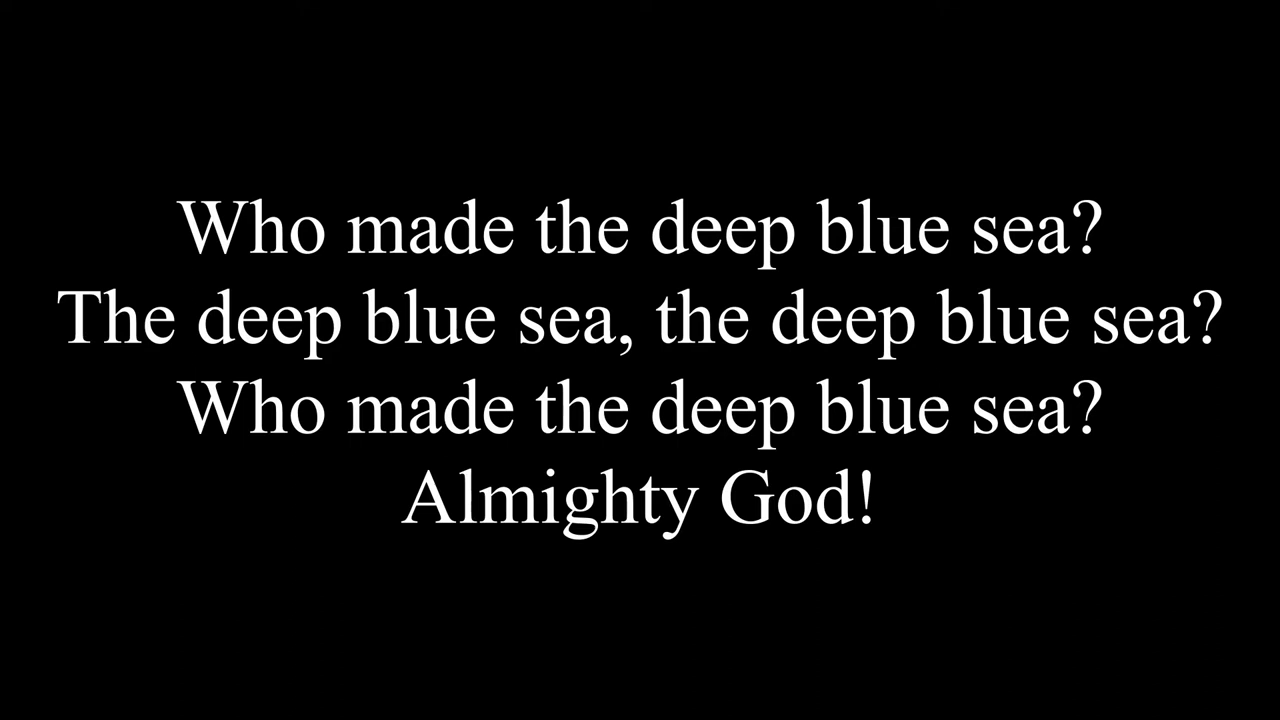 Who made the deep blue sea?
The deep blue sea, the deep blue sea?
Who made the deep blue sea?
Almighty God!